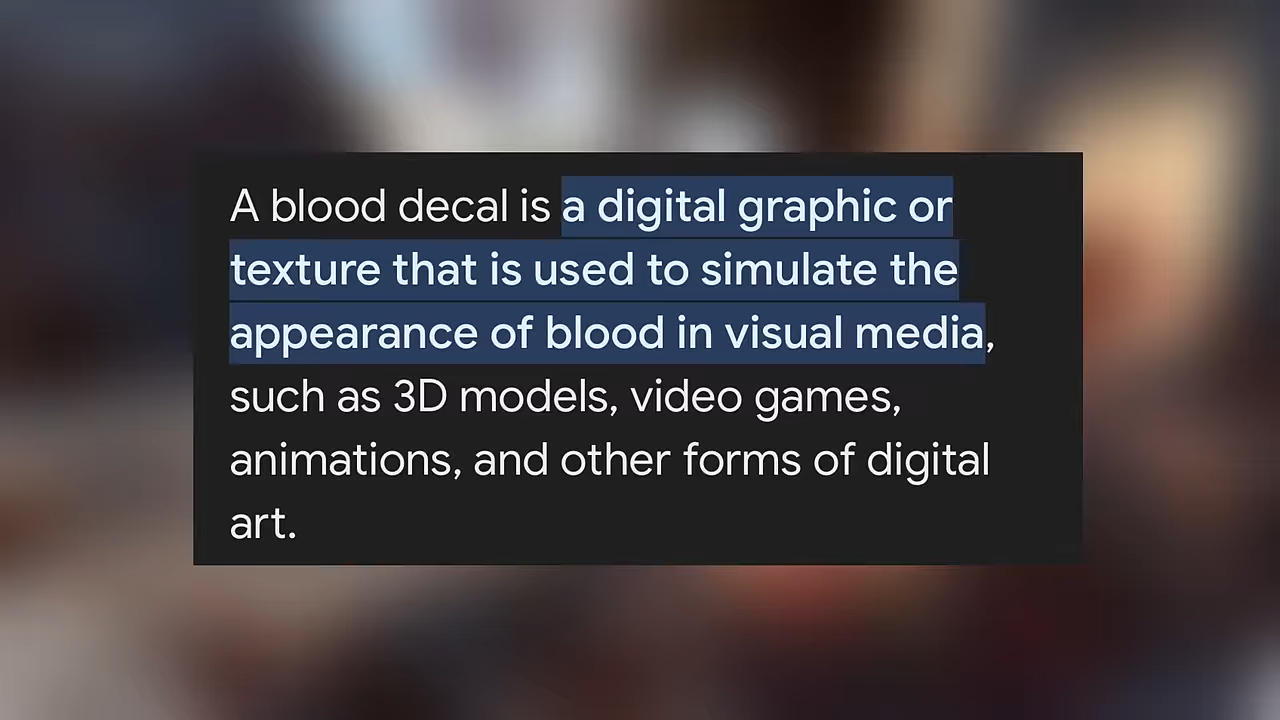 A blood decal is a digital graphic or
texture that is used to simulate the
appearance of blood in visual media,
such as 3D models, video games,
animations, and other forms of digital
art.